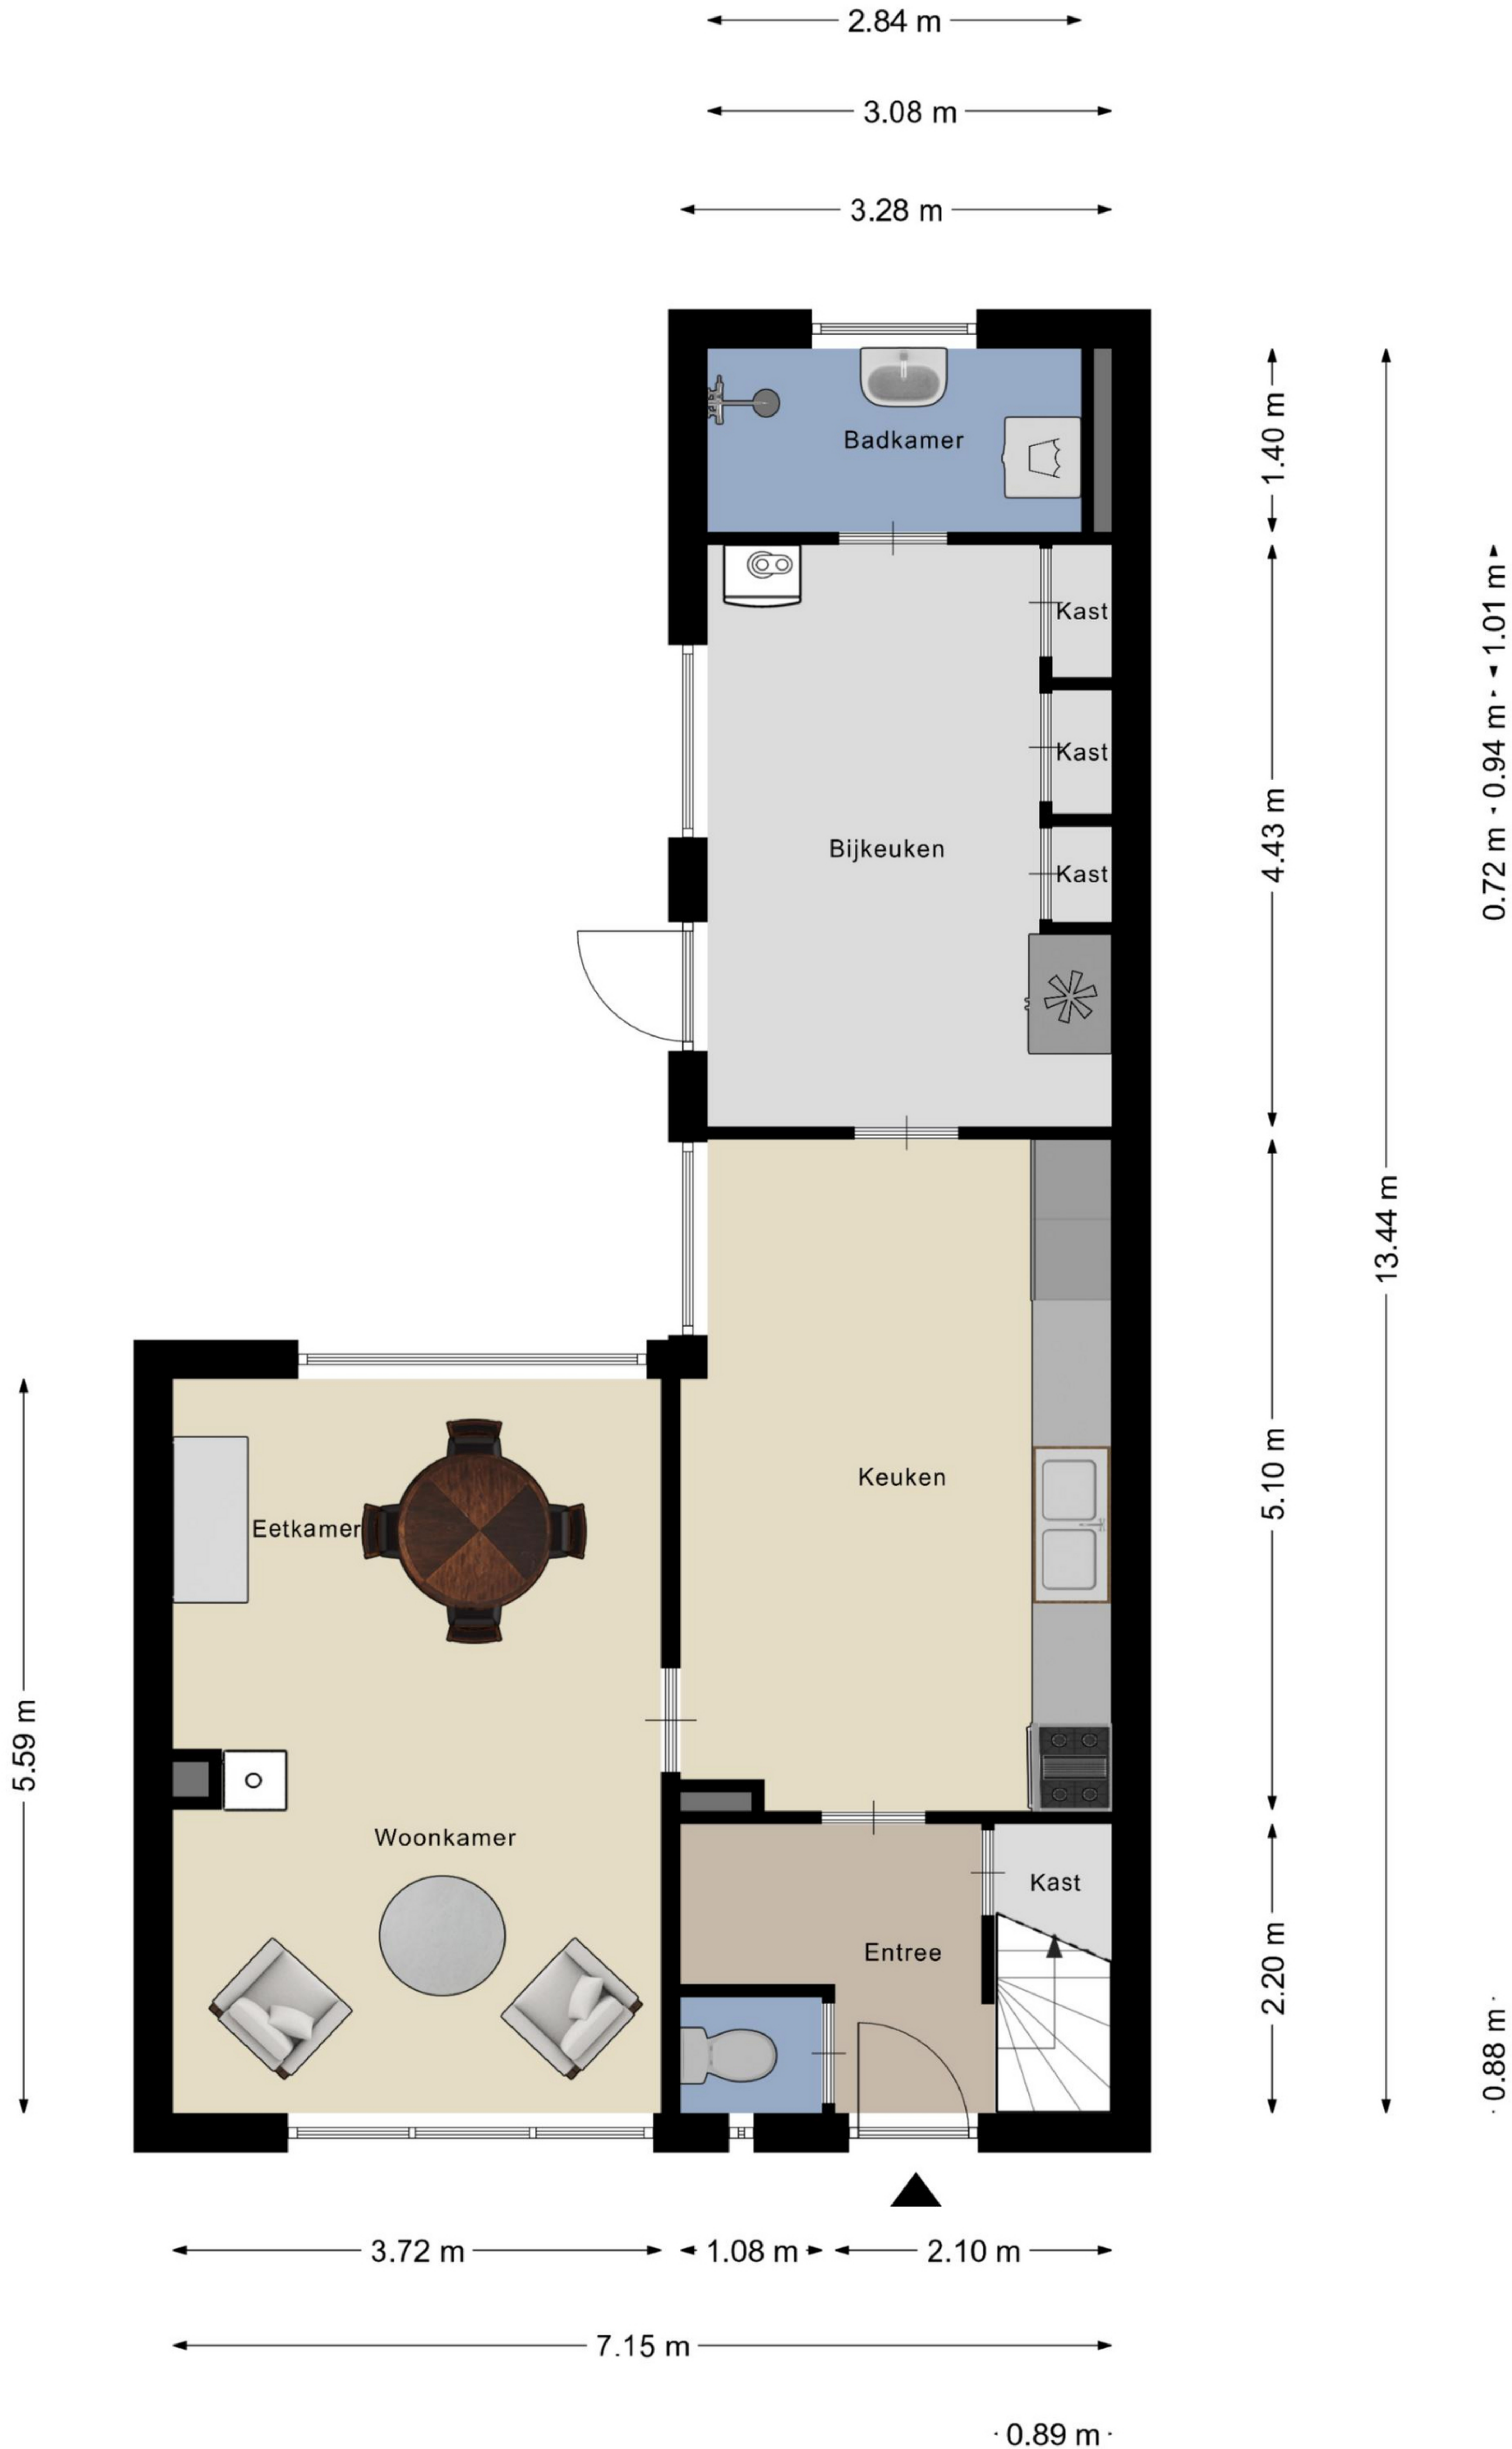 2.84 m
3.08 m
3.28 m
Badkamer
1.40 m
Kast
1.01 m
Kast
0.94 m
Bijkeuken
4.43 m
Kast
0.72 m
13.44 m
Keuken
5.10 m
Eetkamer
5.59 m
Woonkamer
Kast
Entree
2.20 m
0.88 m
3.72 m
1.08 m
2.10 m
7.15 m
0.89 m